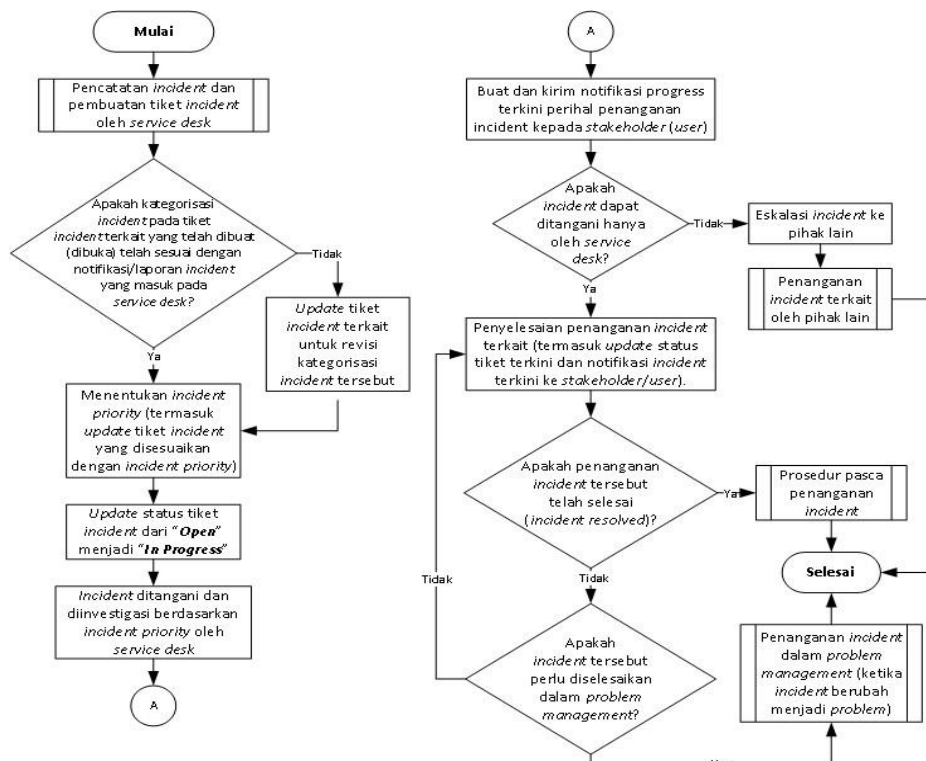 Mulai
Pencatatan incident dan
pembuatan tiket incident
oleh service desk
Apakah kategorisasi
incident pada tiket
incident terkait yang telah dibuat
(dibuka) telah sesuai dengan
notifikasi/laporan incident
yang masuk pada
service desk?
Tidak
Update tiket
incident terkait
untuk revisi
kategorisasi
incident tersebut
Ya
Menentukan incident
priority (termasuk
update tiket incident
yang disesuaikan
dengan incident priority)
Update status tiket
incident dari “Open”
menjadi “In Progress”
Incident ditangani dan
diinvestigasi berdasarkan
incident priority oleh
service desk
A
A
Buat dan kirim notifikasi progress
terkini perihal penanganan
incident kepada stakeholder (user)
Apakah
incident dapat
ditangani hanya
oleh service
desk?
Tidak
Eskalasi incident ke
pihak lain
Penanganan
incident terkait
oleh pihak lain
Ya
Penyelesaian penanganan incident
terkait (termasuk update status
tiket terkini dan notifikasi incident
terkini ke stakeholder/user).
Apakah penanganan
incident tersebut
telah selesai
(incident resolved)?
Ya
Prosedur pasca
penanganan
incident
Selesai
Tidak
Tidak
Apakah
incident tersebut
perlu diselesaikan
dalam problem
management?
Penanganan incident
dalam problem
management (ketika
incident berubah
menjadi problem)